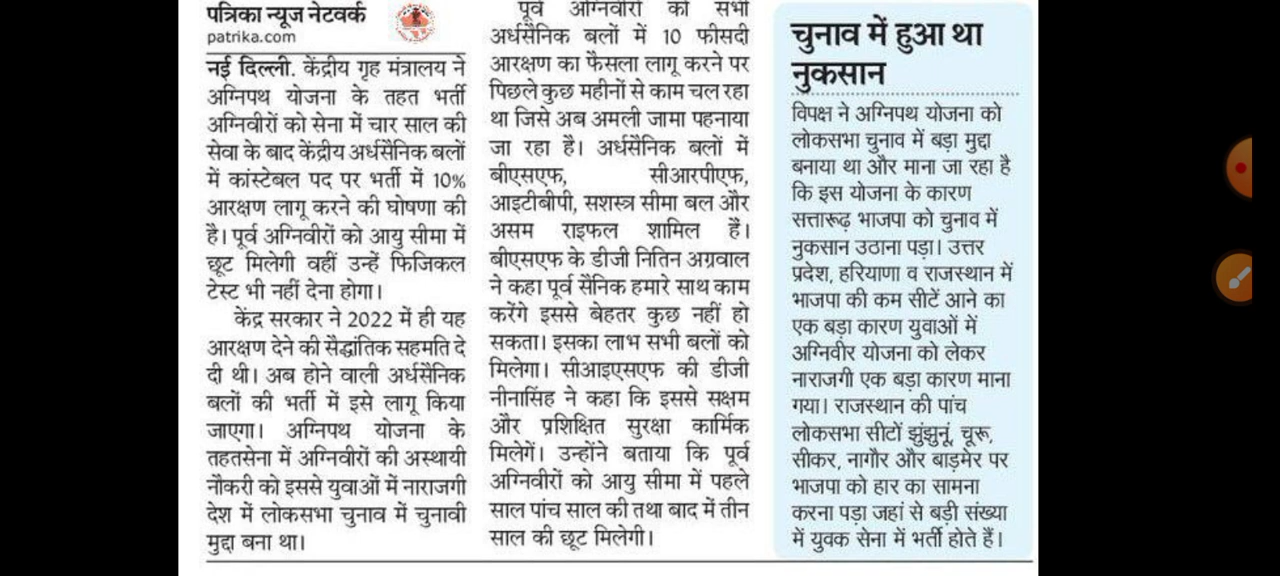 पत्रिका न्यूज नेटवर्क
patrika.com
नई दिल्ली. केंद्रीय गृह मंत्रालय ने
अग्निपथ योजना के तहत भर्ती
अग्निवीरों को सेना में चार साल की
सेवा के बाद केंद्रीय अर्धसैनिक बलों
में कांस्टेबल पद पर भर्ती में 10%
आरक्षण लागू करने की घोषणा की
है। पूर्व अग्निवीरों को आयु सीमा में
छूट मिलेगी वहीं उन्हें फिजिकल
टेस्ट भी नहीं देना होगा।
केंद्र सरकार ने 2022 में ही यह
आरक्षण देने की सैद्धांतिक सहमति दे
दी थी। अब होने वाली अर्धसैनिक
बलों की भर्ती में इसे लागू किया
जाएगा। अग्निपथ योजना के
तहतसेना में अग्निवीरों की अस्थायी
नौकरी को इससे युवाओं में नाराजगी
देश में लोकसभा चुनाव में चुनावी
मुद्दा बना था।
पूर्व अग्निवीरों को सभी
अर्धसैनिक बलों में 10 फीसदी
आरक्षण का फैसला लागू करने पर
पिछले कुछ महीनों से काम चल रहा
था जिसे अब अमली जामा पहनाया
जा रहा है। अर्धसैनिक बलों में
बीएसएफ, सीआरपीएफ,
आइटीबीपी, सशस्त्र सीमा बल और
असम राइफल शामिल हैं।
बीएसएफ के डीजी नितिन अग्रवाल
ने कहा पूर्व सैनिक हमारे साथ काम
करेंगे इससे बेहतर कुछ नहीं हो
सकता। इसका लाभ सभी बलों को
मिलेगा। सीआइएसएफ की डीजी
नीनासिंह ने कहा कि इससे सक्षम
और प्रशिक्षित सुरक्षा कार्मिक
मिलेगें। उन्होंने बताया कि पूर्व
अग्निवीरों को आयु सीमा में पहले
साल पांच साल की तथा बाद में तीन
साल की छूट मिलेगी।
चुनाव में हुआ था
नुकसान
विपक्ष ने अग्निपथ योजना को
लोकसभा चुनाव में बड़ा मुद्दा
बनाया था और माना जा रहा है
कि इस योजना के कारण
सत्तारूढ़ भाजपा को चुनाव में
नुकसान उठाना पड़ा। उत्तर
प्रदेश, हरियाणा व राजस्थान में
भाजपा की कम सीटें आने का
एक बड़ा कारण युवाओं में
अग्निवीर योजना को लेकर
नाराजगी एक बड़ा कारण माना
गया। राजस्थान की पांच
लोकसभा सीटों झुंझुनूं, चूरू,
सीकर, नागौर और बाड़मेर पर
भाजपा को हार का सामना
करना पड़ा जहां से बड़ी संख्या
में युवक सेना में भर्ती होते हैं।